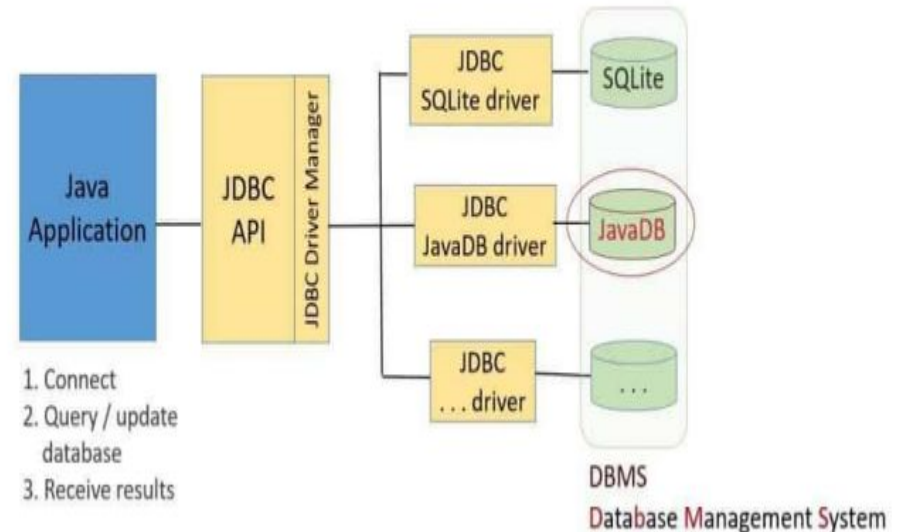 Java
Application
JDBC
API
JDBC Driver Manager
JDBC
SQLite driver
SQLite
JDBC
JavaDB driver
JavaDB
JDBC
... driver
...
1. Connect
2. Query / update
database
3. Receive results
DBMS
Database Management System